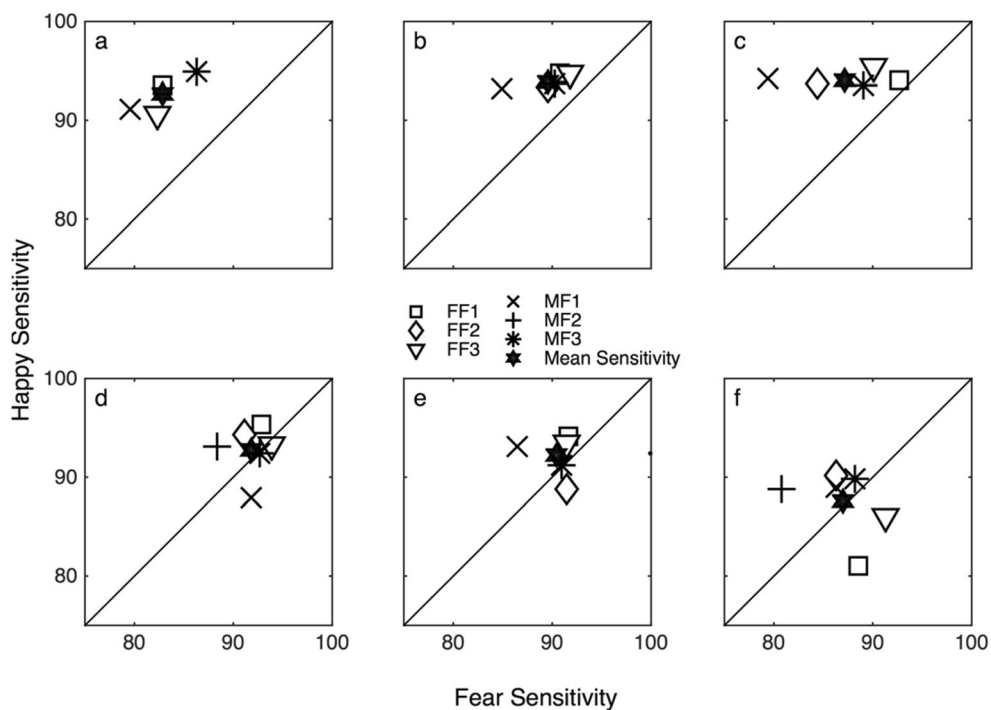 100
90
80
a
b
c
Happy Sensitivity
FF1
FF2
FF3
MF1
MF2
MF3
Mean Sensitivity
100
90
80
d
e
f
80
90
100
80
90
100
80
90
100
Fear Sensitivity